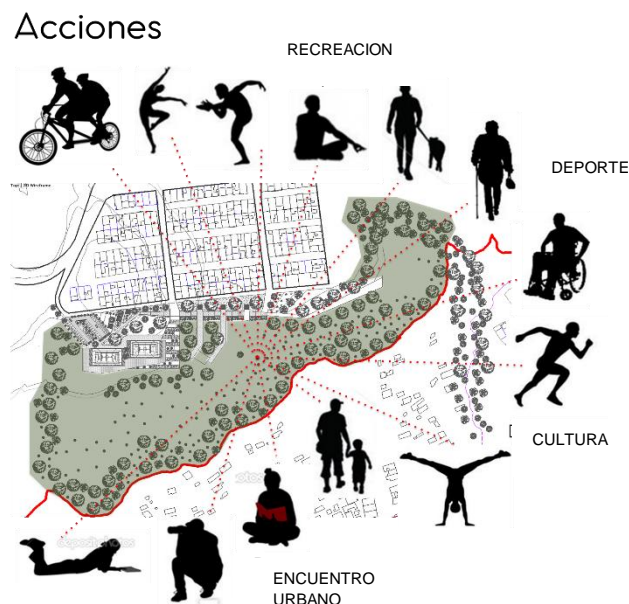 Acciones
RECREACION
DEPORTE
CULTURA
ENCUENTRO
URBANO